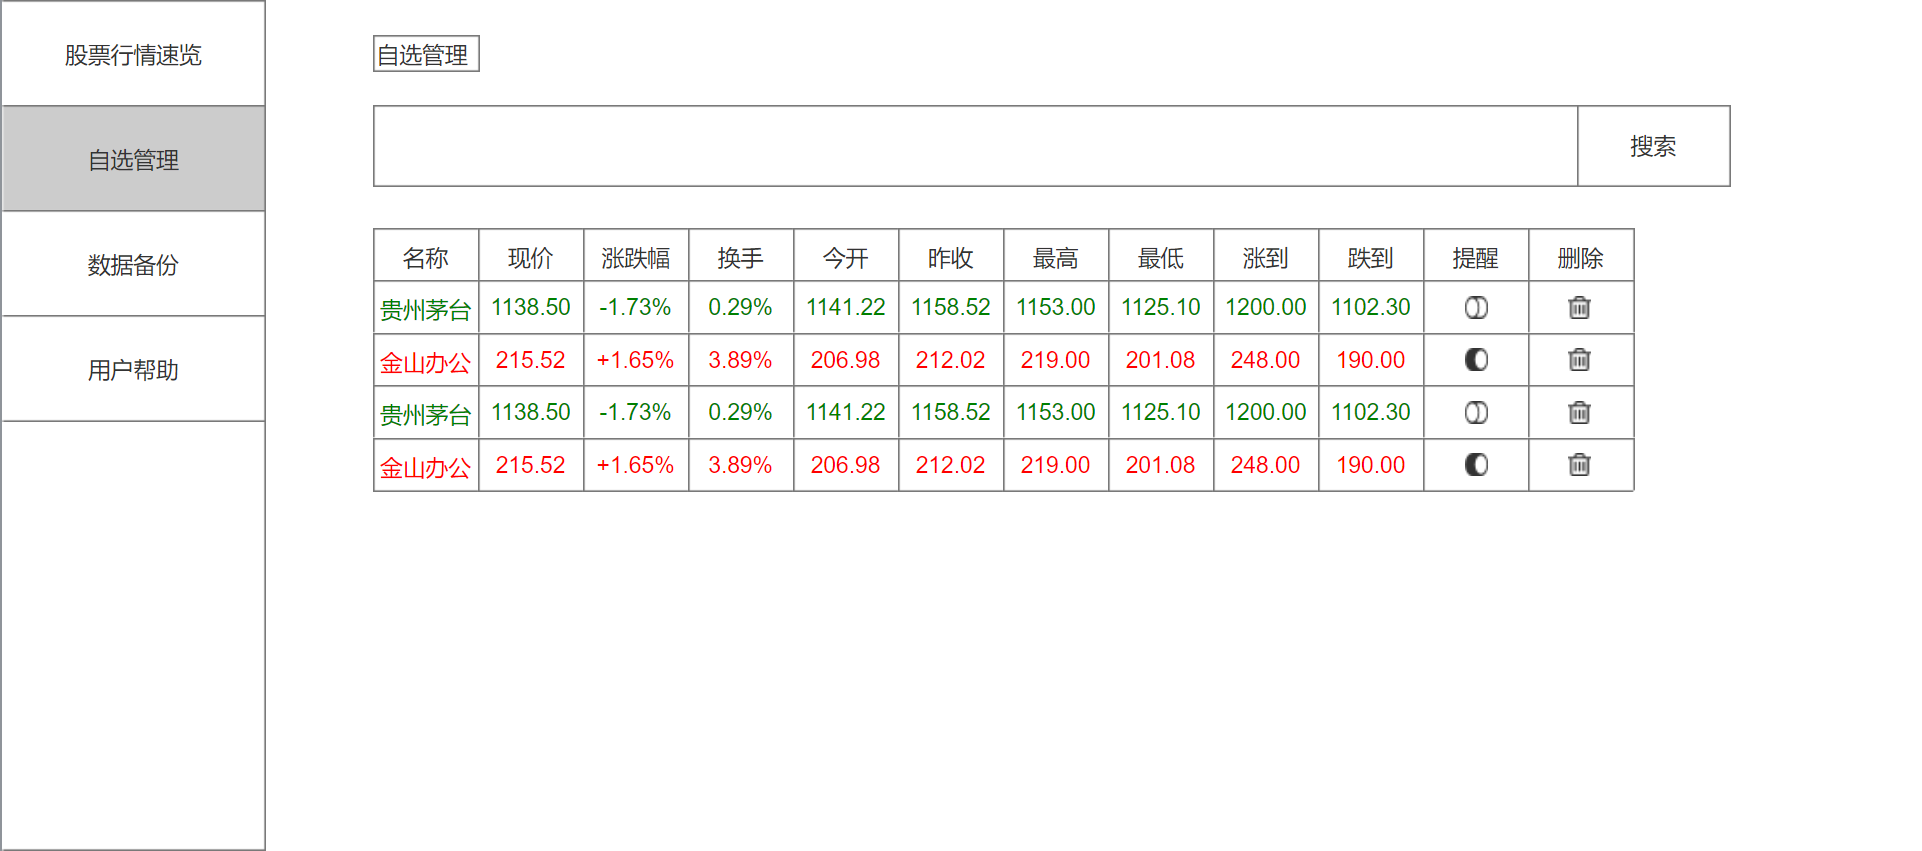 股票行情速览
自选管理
数据备份
用户帮助
自选管理
搜索
名称 现价 涨跌幅 换手 今开 昨收 最高 最低 涨到 跌到 提醒 删除
贵州茅台 1138.50 -1.73% 0.29% 1141.22 1158.52 1153.00 1125.10 1200.00 1102.30
金山办公 215.52 +1.65% 3.89% 206.98 212.02 219.00 201.08 248.00 190.00
贵州茅台 1138.50 -1.73% 0.29% 1141.22 1158.52 1153.00 1125.10 1200.00 1102.30
金山办公 215.52 +1.65% 3.89% 206.98 212.02 219.00 201.08 248.00 190.00